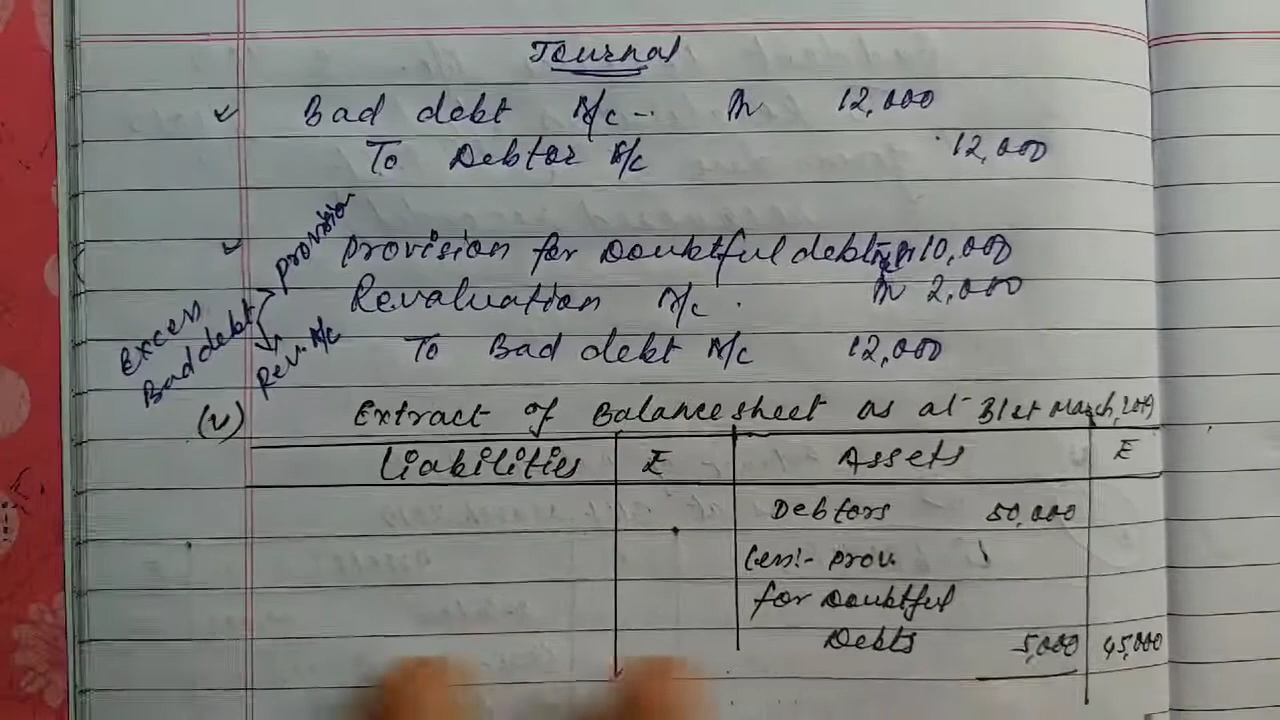 Journal
Bad debt A/c -. Dr 12,000
To Debtor A/c 12,000
Provision for Doubtful debt A/c Dr 10,000
Revaluation A/c. Dr 2,000
To Bad debt A/c 12,000
Excess
Bad debt
provision
Rev. A/c
(v) Extract of Balance sheet as at 31st March, 2019
Liabilities ₹ Assets ₹
Debtors 50,000
Less:- prov.
for Doubtful
Debts 5,000 45,000